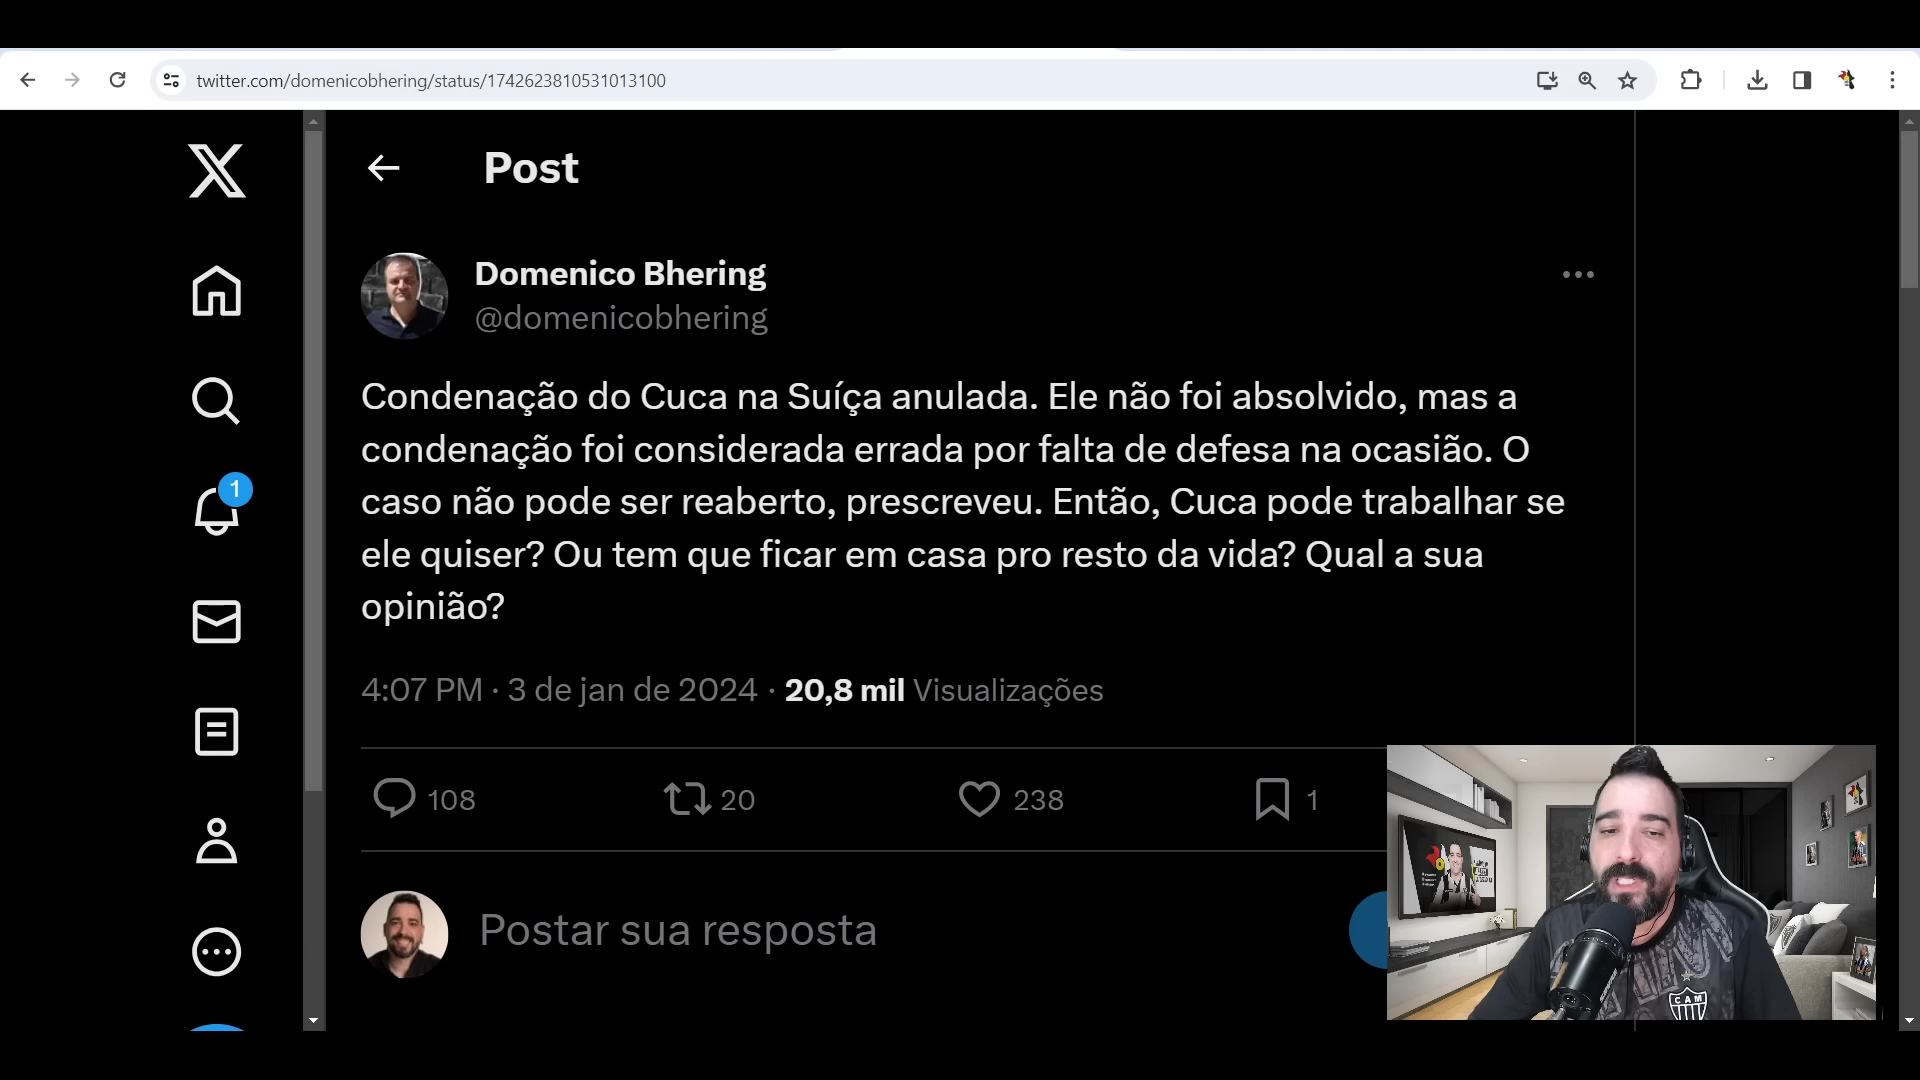 twitter.com/domenicobhering/status/1742623810531013100
Post
Domenico Bhering
@domenicobhering
Condenação do Cuca na Suíça anulada. Ele não foi absolvido, mas a
condenação foi considerada errada por falta de defesa na ocasião. O
caso não pode ser reaberto, prescreveu. Então, Cuca pode trabalhar se
ele quiser? Ou tem que ficar em casa pro resto da vida? Qual a sua
opinião?
4:07 PM · 3 de jan de 2024 · 20,8 mil Visualizações
108 20 238 1
Postar sua resposta
1
CAM